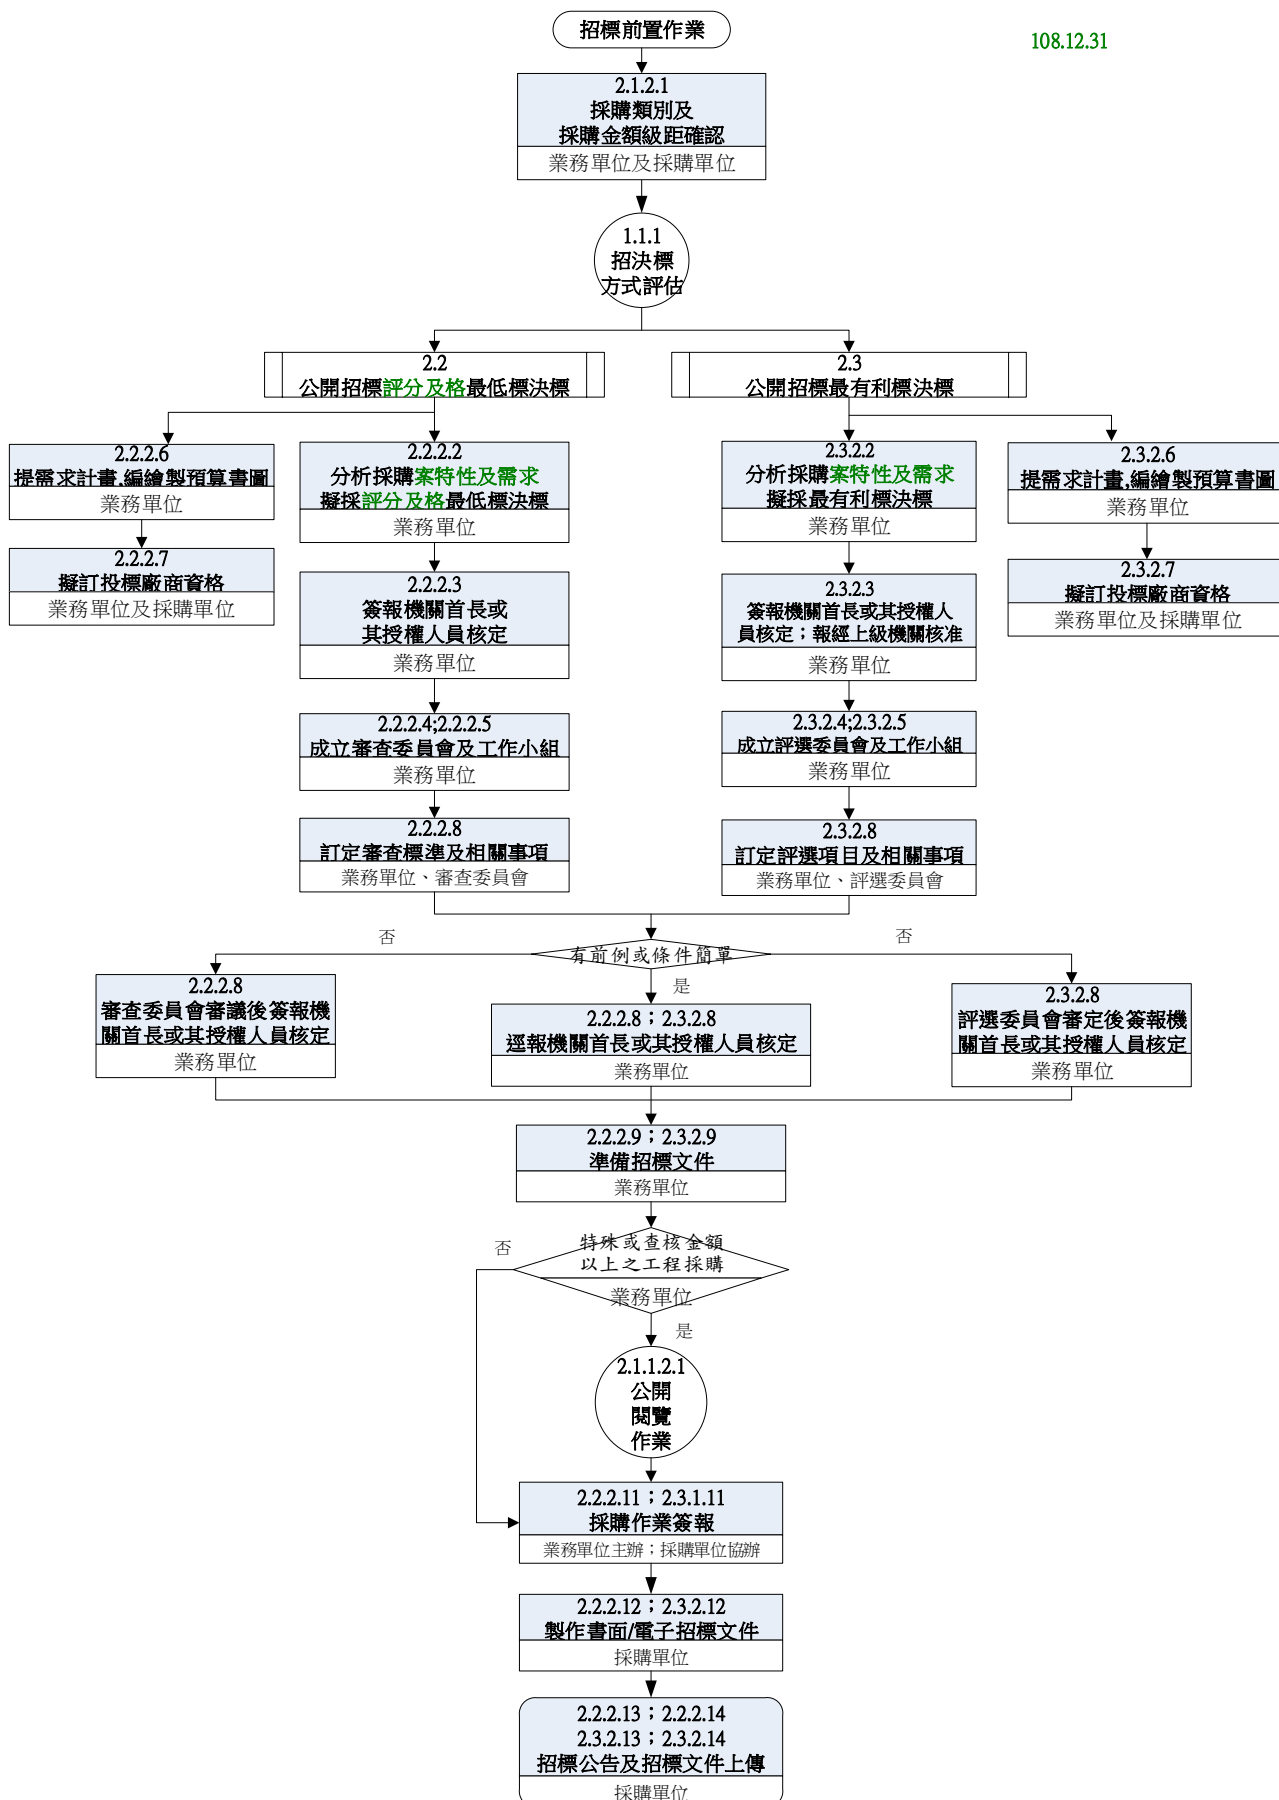 招標前置作業
108.12.31
2.1.2.1
採購類別及
採購金額級距確認
業務單位及採購單位
1.1.1
招決標
方式評估
2.2
公開招標評分及格最低標決標
2.3
公開招標最有利標決標
2.2.2.6
提需求計畫,編繪製預算書圖
業務單位
2.2.2.7
擬訂投標廠商資格
業務單位及採購單位
2.2.2.2
分析採購案特性及需求
擬採評分及格最低標決標
業務單位
2.2.2.3
簽報機關首長或
其授權人員核定
業務單位
2.2.2.4;2.2.2.5
成立審查委員會及工作小組
業務單位
2.2.2.8
訂定審查標準及相關事項
業務單位、審查委員會
2.3.2.2
分析採購案特性及需求
擬採最有利標決標
業務單位
2.3.2.3
簽報機關首長或其授權人
員核定；報經上級機關核准
業務單位
2.3.2.4;2.3.2.5
成立評選委員會及工作小組
業務單位
2.3.2.8
訂定評選項目及相關事項
業務單位、評選委員會
2.3.2.6
提需求計畫,編繪製預算書圖
業務單位
2.3.2.7
擬訂投標廠商資格
業務單位及採購單位
有前例或條件簡單
否
否
是
2.2.2.8
審查委員會審議後簽報機
關首長或其授權人員核定
業務單位
2.2.2.8；2.3.2.8
逕報機關首長或其授權人員核定
業務單位
2.3.2.8
評選委員會審定後簽報機
關首長或其授權人員核定
業務單位
2.2.2.9；2.3.2.9
準備招標文件
業務單位
特殊或查核金額
以上之工程採購
業務單位
否
是
2.1.1.2.1
公開
閱覽
作業
2.2.2.11；2.3.1.11
採購作業簽報
業務單位主辦；採購單位協辦
2.2.2.12；2.3.2.12
製作書面/電子招標文件
採購單位
2.2.2.13；2.2.2.14
2.3.2.13；2.3.2.14
招標公告及招標文件上傳
採購單位